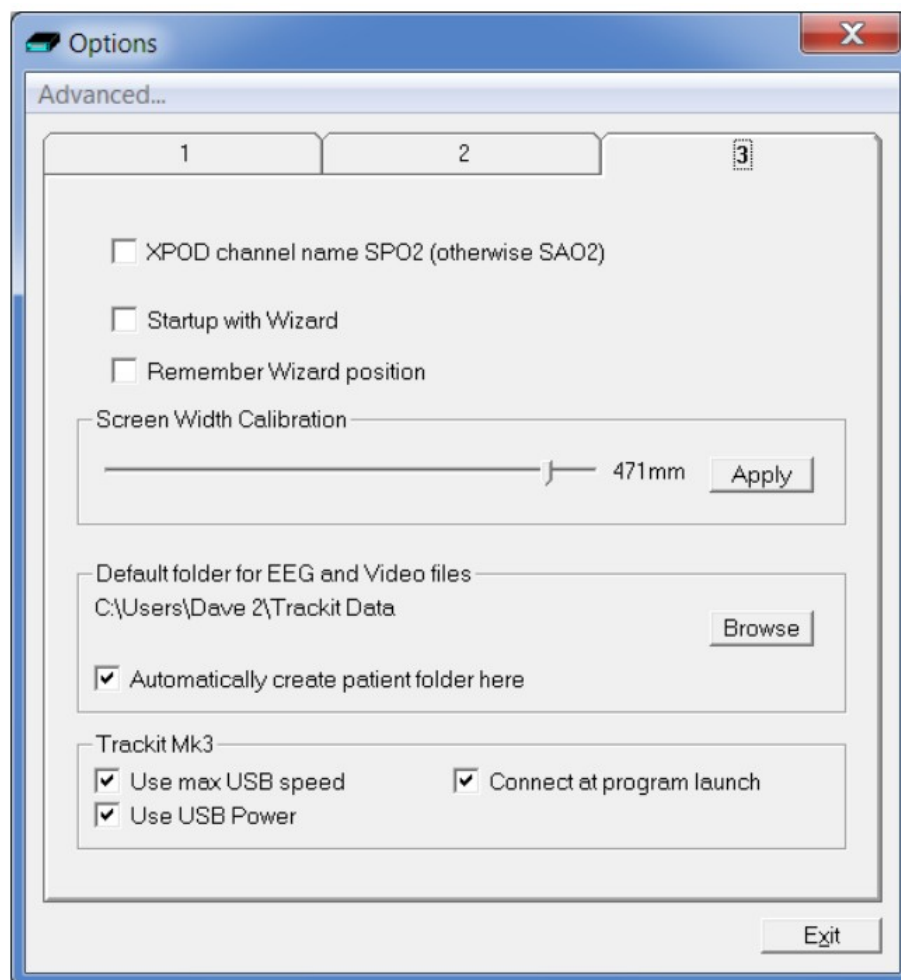 Options
Advanced...
1 2 3
XPOD channel name SPO2 (otherwise SAO2)
Startup with Wizard
Remember Wizard position
Screen Width Calibration
471mm Apply
Default folder for EEG and Video files
C:\Users\Dave 2\Trackit Data
Browse
Automatically create patient folder here
Trackit Mk3
Use max USB speed Connect at program launch
Use USB Power
Exit